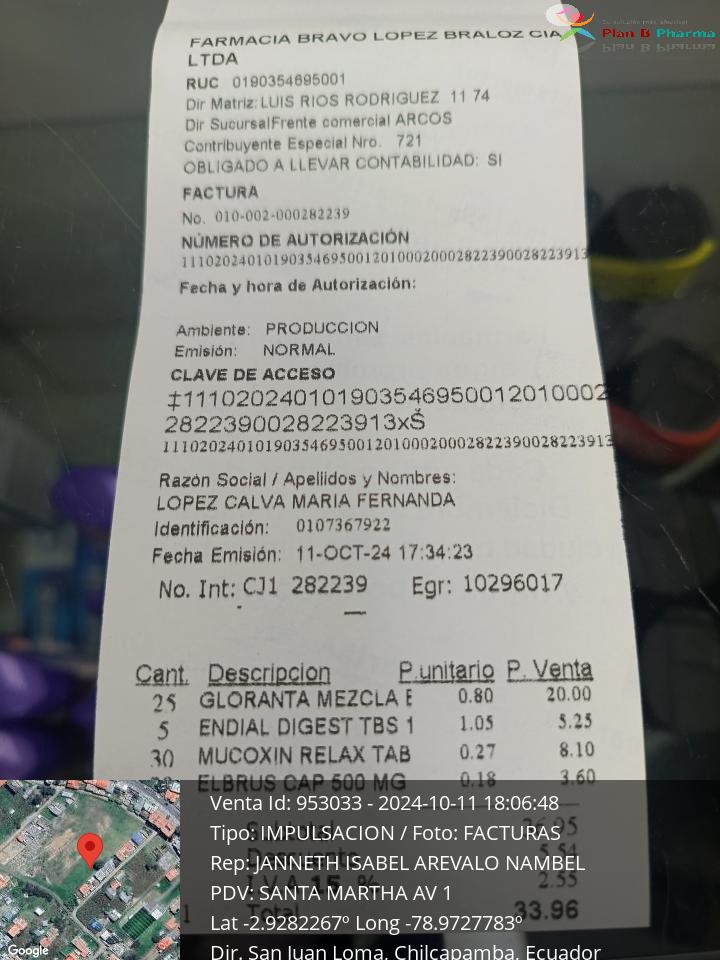 Plan B Pharma
FARMACIA BRAVO LOPEZ BRALOZ CIA
LTDA
RUC 0190354695001
Dir Matriz: LUIS RIOS RODRIGUEZ 11 74
Dir SucursalFrente comercial ARCOS
Contribuyente Especial Nro. 721
OBLIGADO A LLEVAR CONTABILIDAD: SI
FACTURA
No. 010-002-000282239
NÚMERO DE AUTORIZACIÓN
1110202401019035469500120100020002822390028223913
Fecha y hora de Autorización:
Ambiente: PRODUCCION
Emisión: NORMAL
CLAVE DE ACCESO
‡111020240101903546950012010002
2822390028223913xŠ
1110202401019035469500120100020002822390028223913
Razón Social / Apellidos y Nombres:
LOPEZ CALVA MARIA FERNANDA
Identificación: 0107367922
Fecha Emisión: 11-OCT-24 17:34:23
No. Int: CJ1 282239 Egr: 10296017
Cant. Descripcion P.unitario P. Venta
25 GLORANTA MEZCLA E 0.80 20.00
5 ENDIAL DIGEST TBS 1 1.05 5.25
30 MUCOXIN RELAX TAB 0.27 8.10
ELBRUS CAP 500 MG 0.18 3.60
Venta Id: 953033 - 2024-10-11 18:06:48
Tipo: IMPULSACION / Foto: FACTURAS
Rep: JANNETH ISABEL AREVALO NAMBEL
PDV: SANTA MARTHA AV 1
2.55
Total 33.96
Lat -2.9282267º Long -78.9727783º
Dir. San Juan Loma, Chilcapamba, Ecuador
Google